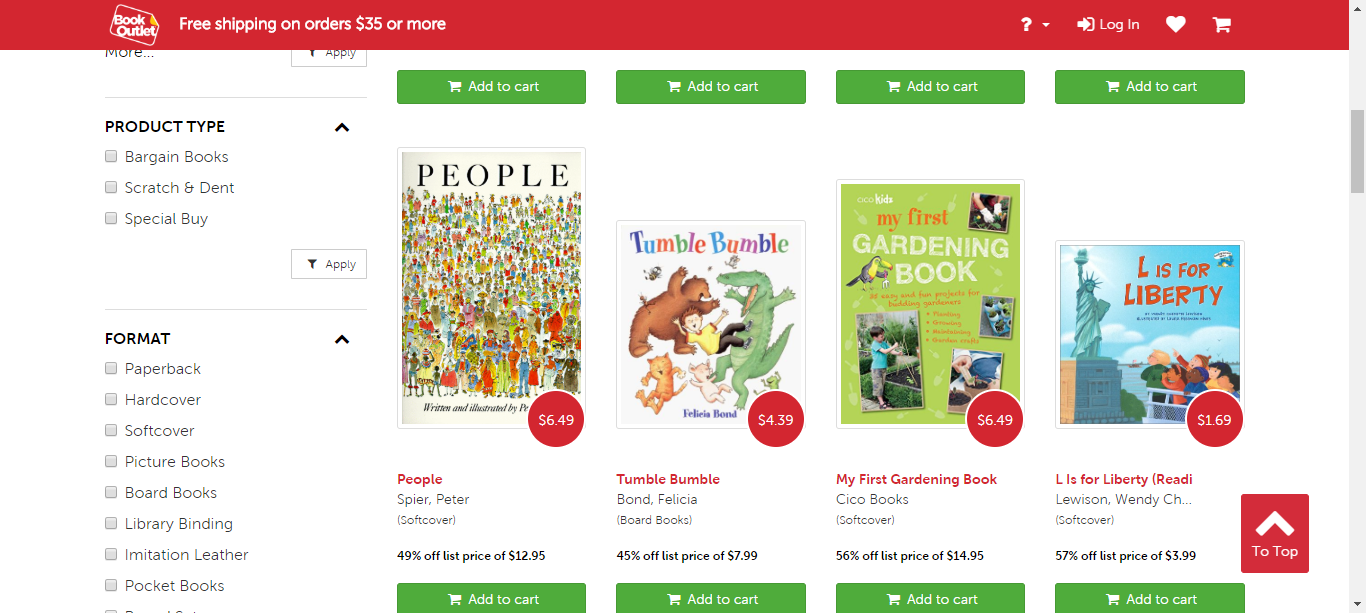 Book
Outlet
Free shipping on orders $35 or more
?
Log In
More...
Apply
Add to cart
Add to cart
Add to cart
Add to cart
PRODUCT TYPE
Bargain Books
Scratch & Dent
Special Buy
Apply
FORMAT
Paperback
Hardcover
Softcover
Picture Books
Board Books
Library Binding
Imitation Leather
Pocket Books
PEOPLE
Written and illustrated by Pe
$6.49
People
Spier, Peter
(Softcover)
49% off list price of $12.95
Add to cart
Tumble Bumble
Felicia Bond
$4.39
Tumble Bumble
Bond, Felicia
(Board Books)
45% off list price of $7.99
Add to cart
cico kids
my first
GARDENING
BOOK
35 easy and fun projects for
budding gardeners
• Planting
• Growing
• Maintaining
• Garden crafts
$6.49
My First Gardening Book
Cico Books
(Softcover)
56% off list price of $14.95
Add to cart
L IS FOR
LIBERTY
$1.69
L Is for Liberty (Readi
Lewison, Wendy Ch...
(Softcover)
57% off list price of $3.99
Add to cart
To Top